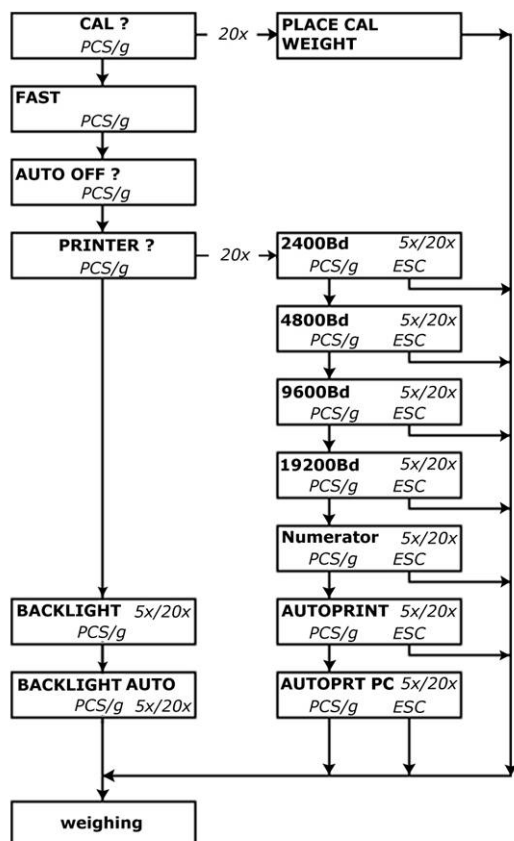 CAL ?
PCS/g
20x
PLACE CAL
WEIGHT
FAST
PCS/g
AUTO OFF ?
PCS/g
PRINTER ?
PCS/g
20x
2400Bd 5x/20x
PCS/g ESC
4800Bd 5x/20x
PCS/g ESC
9600Bd 5x/20x
PCS/g ESC
19200Bd 5x/20x
PCS/g ESC
Numerator 5x/20x
PCS/g ESC
BACKLIGHT 5x/20x
PCS/g
AUTOPRINT 5x/20x
PCS/g ESC
BACKLIGHT AUTO
PCS/g 5x/20x
AUTOPRT PC 5x/20x
PCS/g ESC
weighing